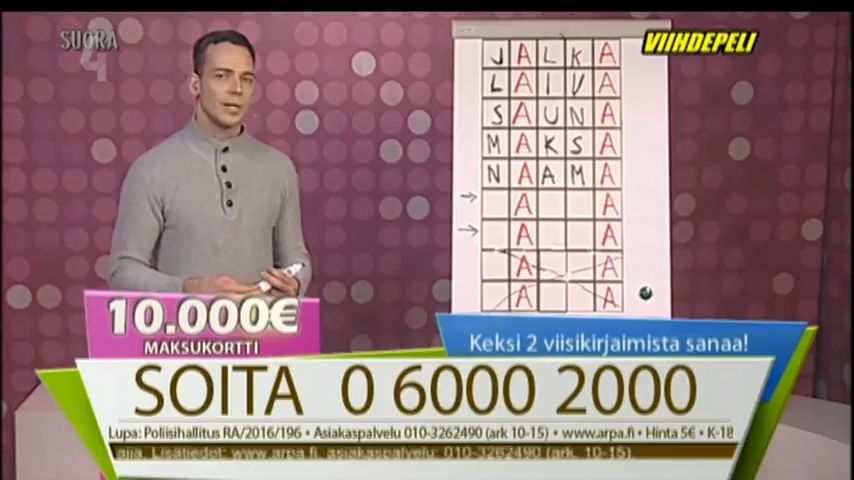 SUORA
4
VIIHDEPELI
JALKA
LAIVA
SAUNA
MAKSA
NAAMA
→ A A
→ A A
A A
A A
10.000€
MAKSUKORTTI
Keksi 2 viisikirjaimista sanaa!
SOITA 0 6000 2000
Lupa: Poliisihallitus RA/2016/196 • Asiakaspalvelu 010-3262490 (ark 10-15) • www.arpa.fi • Hinta 5€ • K-18
Lisätiedot: www.arpa.fi, asiakaspalvelu: 010-3262490 (ark. 10-15).